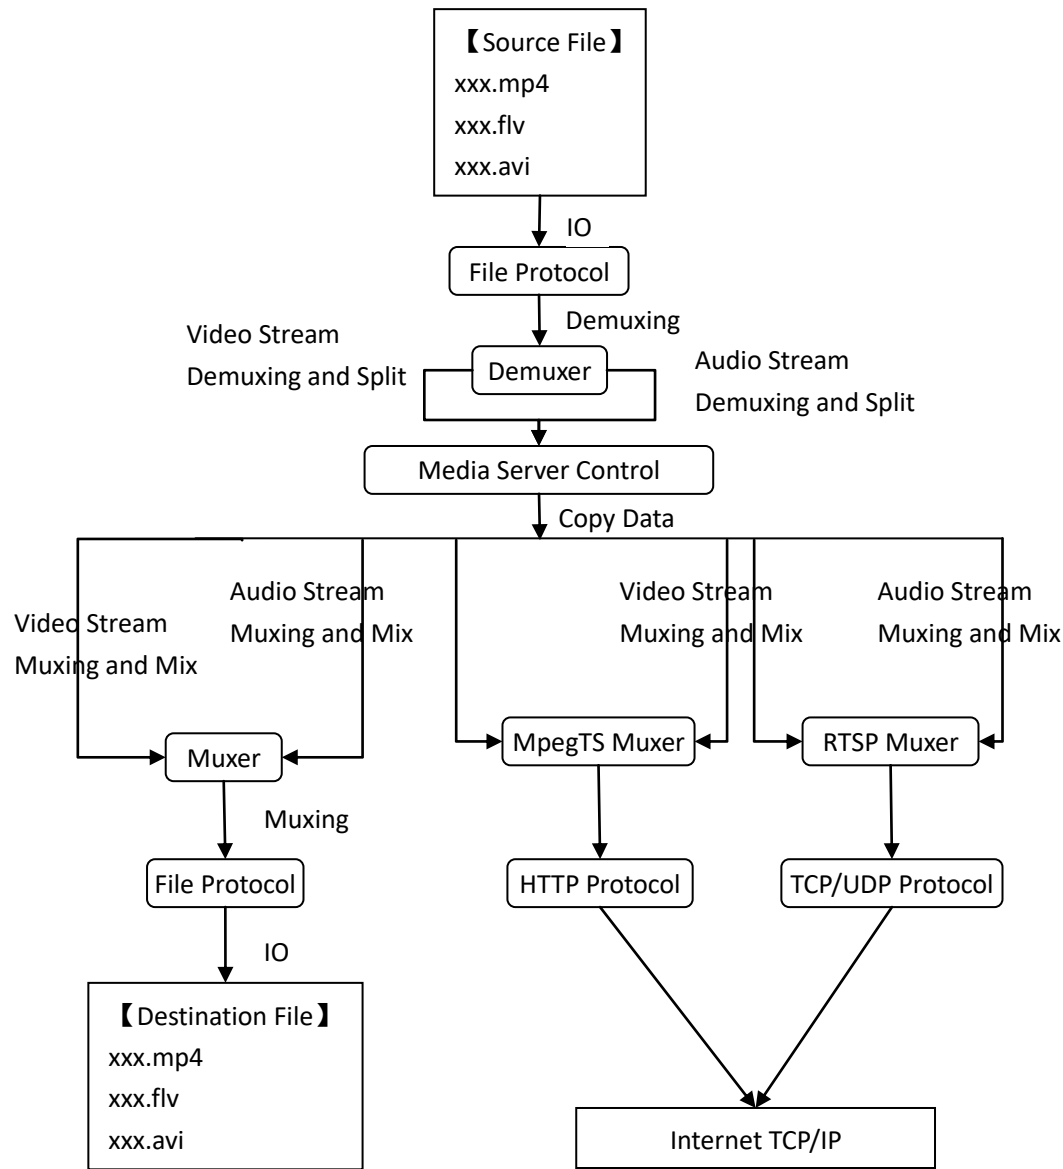 【Source File】
xxx.mp4
xxx.flv
xxx.avi
IO
File Protocol
Demuxing
Video Stream
Demuxing and Split
Demuxer
Audio Stream
Demuxing and Split
Media Server Control
Copy Data
Video Stream
Muxing and Mix
Audio Stream
Muxing and Mix
Video Stream
Muxing and Mix
Audio Stream
Muxing and Mix
Muxer
MpegTS Muxer
RTSP Muxer
Muxing
File Protocol
HTTP Protocol
TCP/UDP Protocol
IO
【Destination File】
xxx.mp4
xxx.flv
xxx.avi
Internet TCP/IP